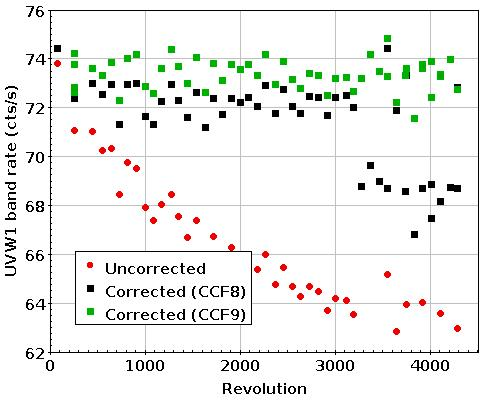 76
74
72
70
68
66
64
62
UVW1 band rate (cts/s)
Uncorrected
Corrected (CCF8)
Corrected (CCF9)
0 1000 2000 3000 4000
Revolution